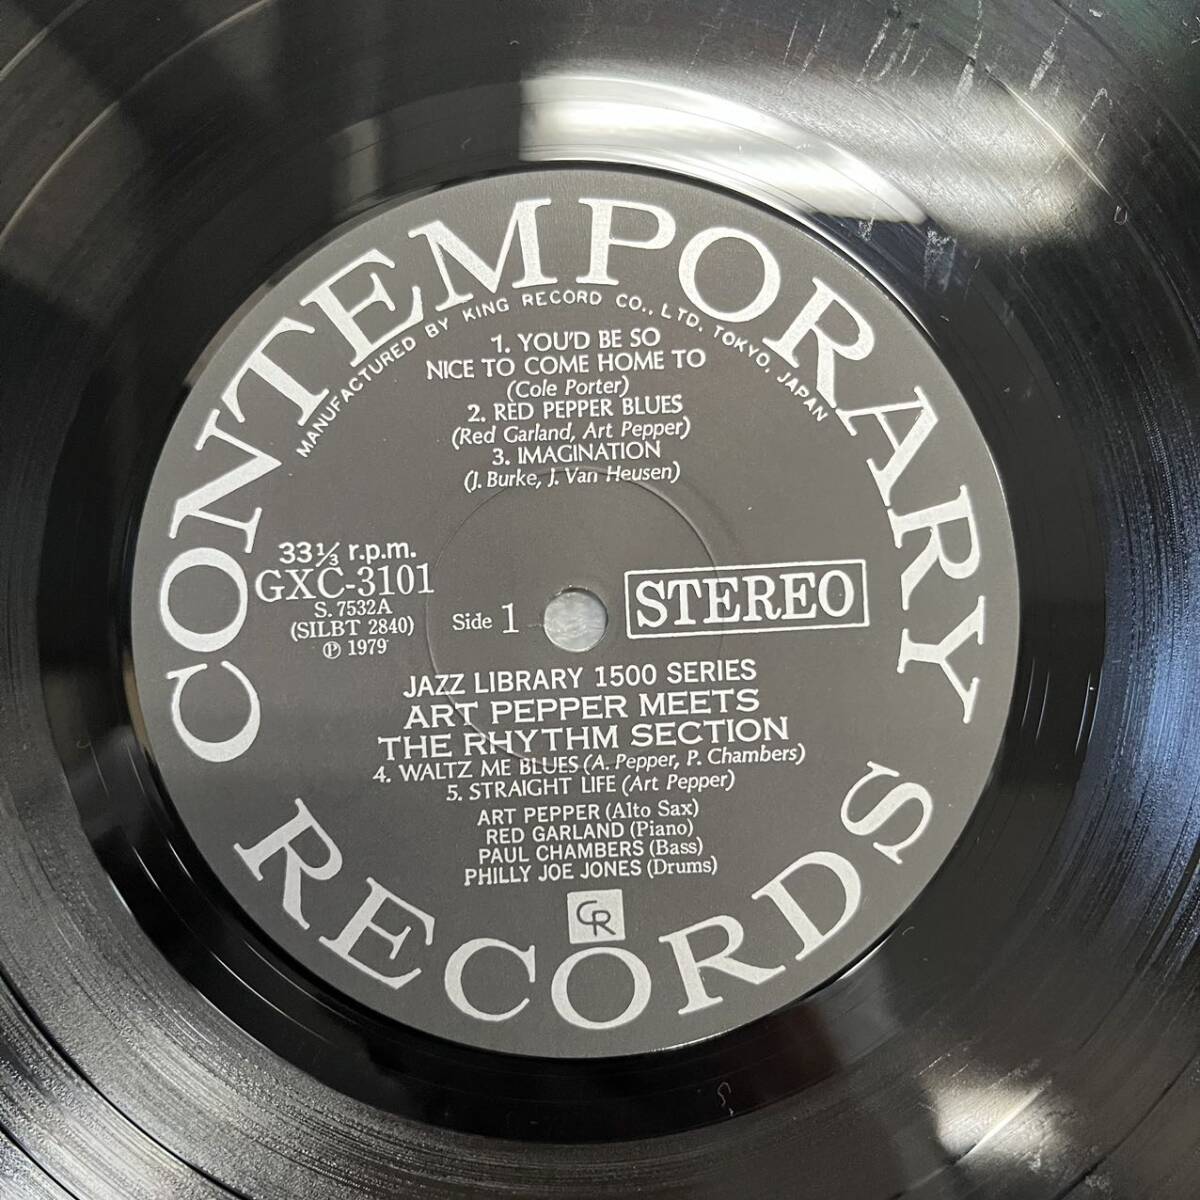 CONTEMPORARY
MANUFACTURED BY KING RECORD CO., LTD. TOKYO, JAPAN
1. YOU'D BE SO
NICE TO COME HOME TO
(Cole Porter)
2. RED PEPPER BLUES
(Red Garland, Art Pepper)
3. IMAGINATION
(J. Burke, J. Van Heusen)
33⅓ r.p.m.
GXC-3101
S. 7532A
(SILBT 2840)
Ⓟ 1979
Side 1
STEREO
JAZZ LIBRARY 1500 SERIES
ART PEPPER MEETS
THE RHYTHM SECTION
4. WALTZ ME BLUES (A. Pepper, P. Chambers)
5. STRAIGHT LIFE (Art Pepper)
ART PEPPER (Alto Sax)
RED GARLAND (Piano)
PAUL CHAMBERS (Bass)
PHILLY JOE JONES (Drums)
CR
RECORDS